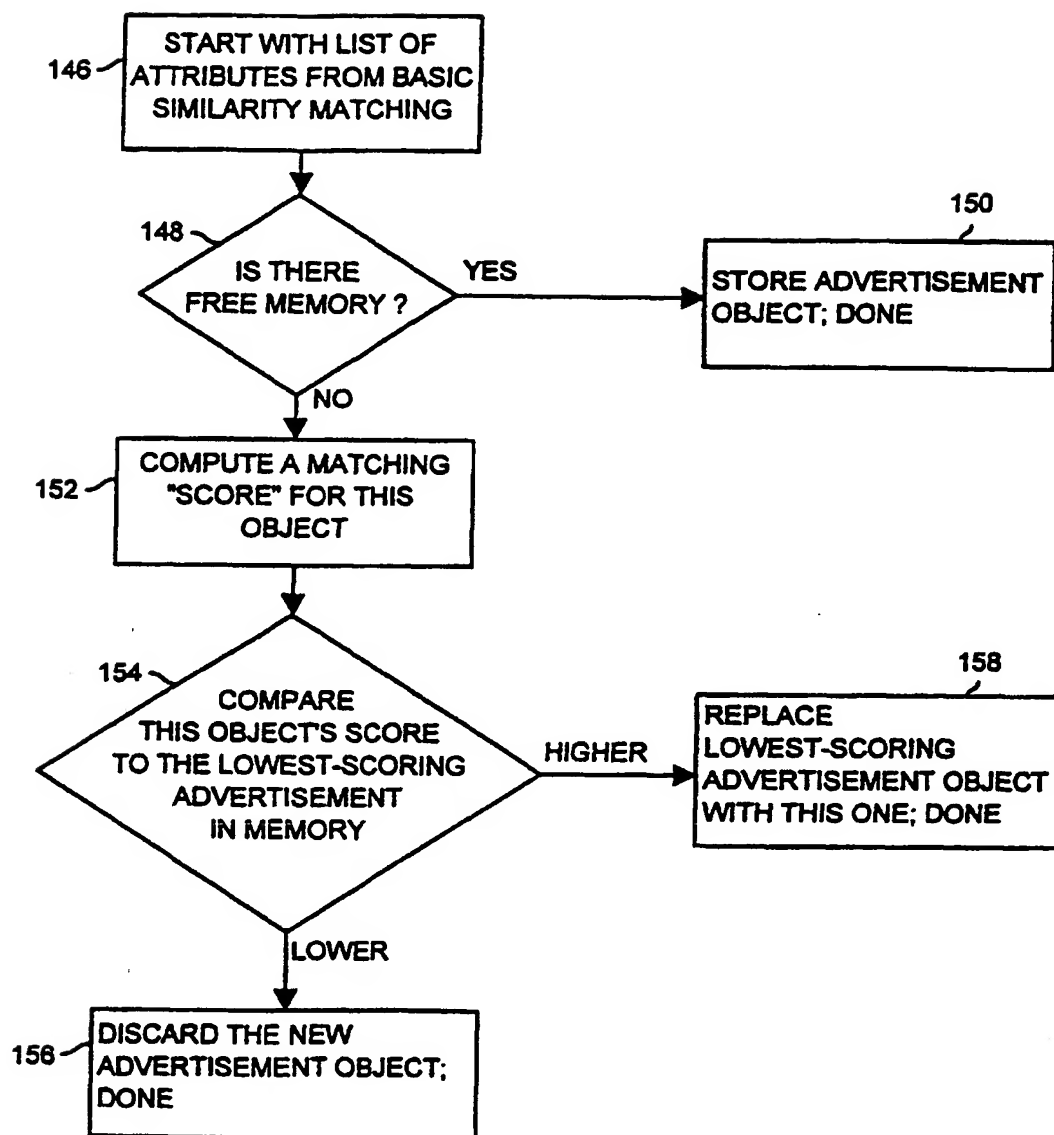 146
START WITH LIST OF
ATTRIBUTES FROM BASIC
SIMILARITY MATCHING
148
IS THERE
FREE MEMORY ?
YES
150
STORE ADVERTISEMENT
OBJECT; DONE
NO
152
COMPUTE A MATCHING
"SCORE" FOR THIS
OBJECT
154
COMPARE
THIS OBJECT'S SCORE
TO THE LOWEST-SCORING
ADVERTISEMENT
IN MEMORY
HIGHER
158
REPLACE
LOWEST-SCORING
ADVERTISEMENT OBJECT
WITH THIS ONE; DONE
LOWER
156
DISCARD THE NEW
ADVERTISEMENT OBJECT;
DONE